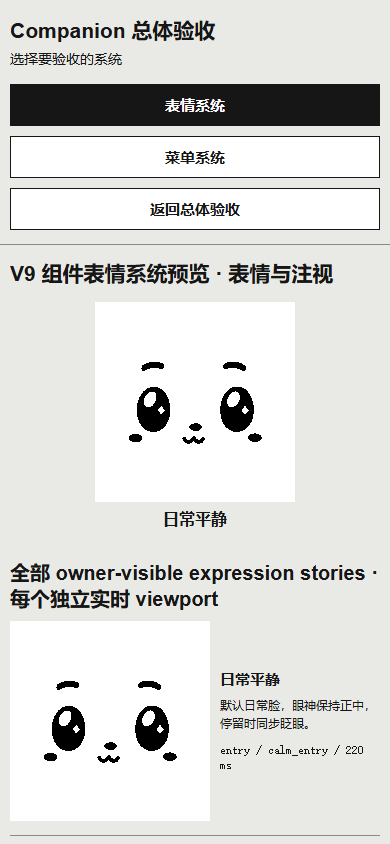 Companion 总体验收
选择要验收的系统
表情系统
菜单系统
返回总体验收
V9 组件表情系统预览 · 表情与注视
日常平静
全部 owner-visible expression stories ·
每个独立实时 viewport
日常平静
默认日常脸，眼神保持正中，
停留时同步眨眼。
entry / calm_entry / 220
ms